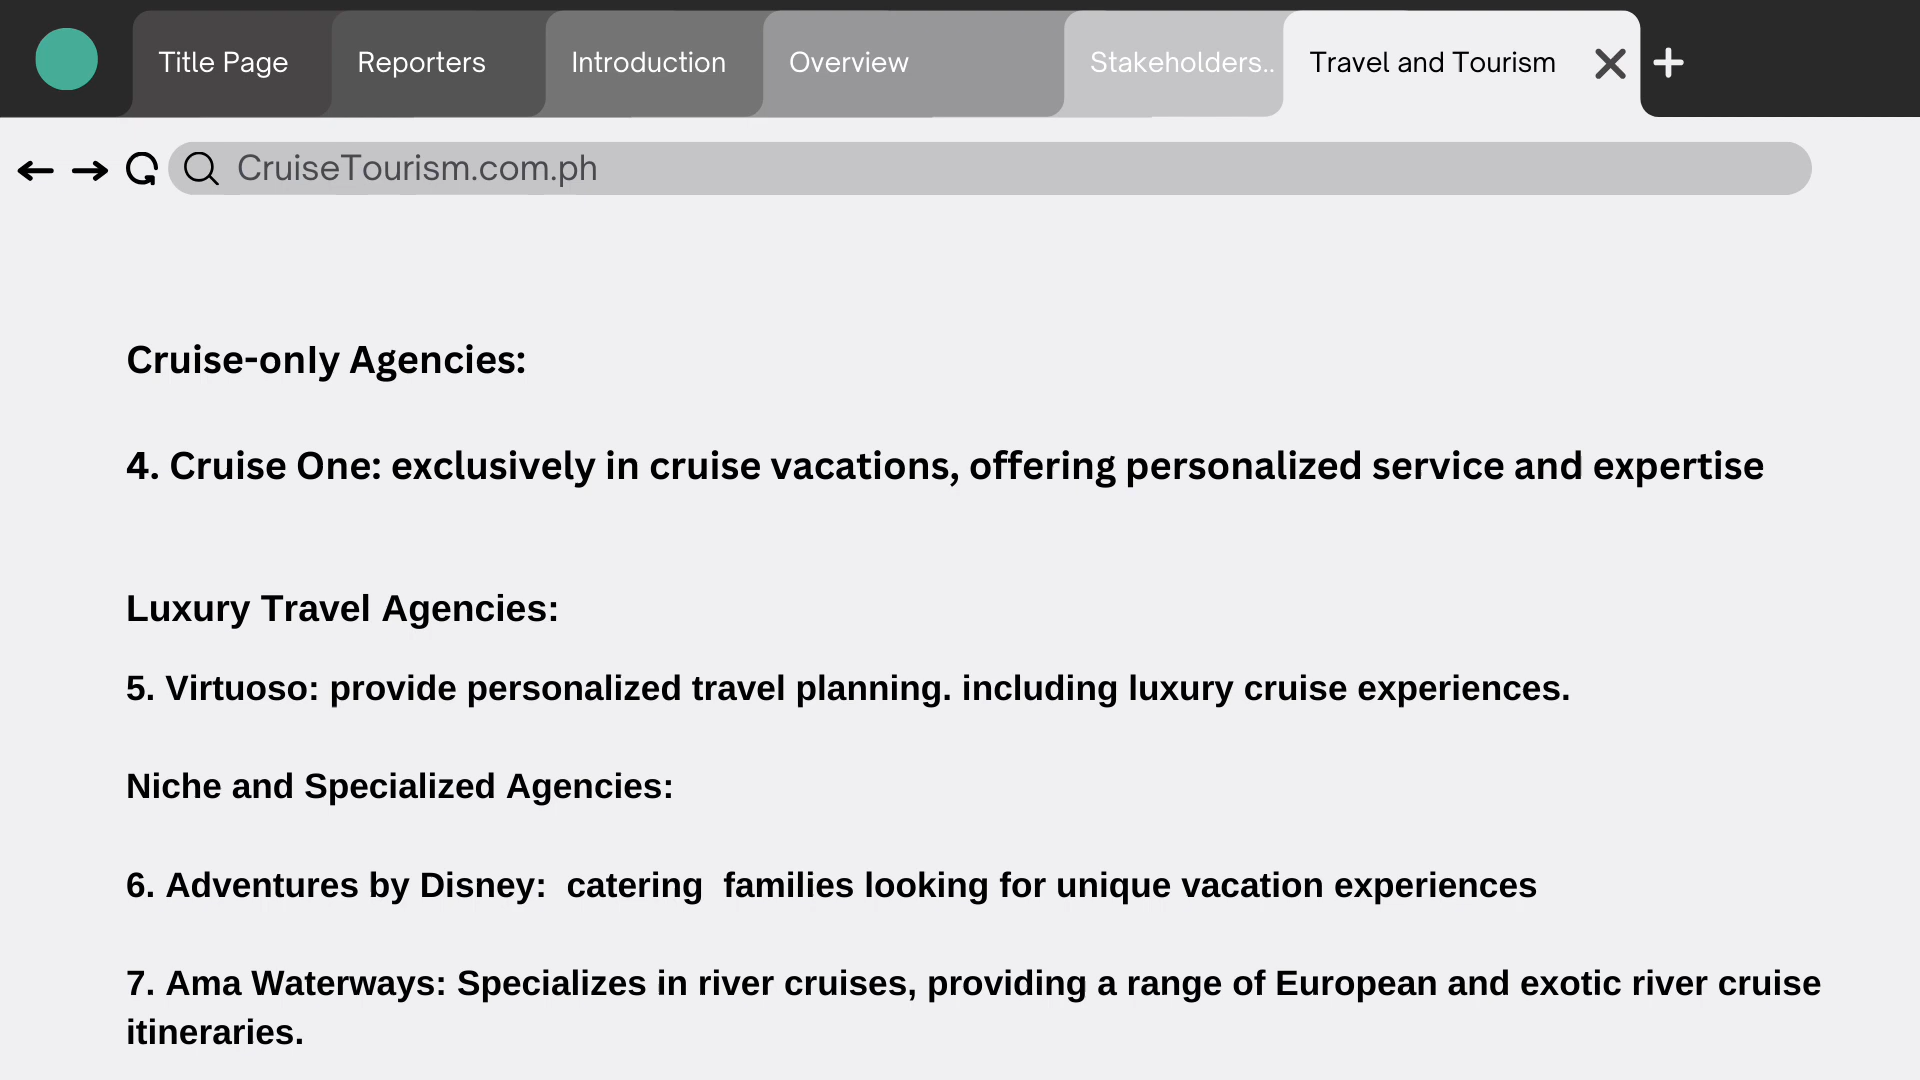 Title Page
Reporters
Introduction
Overview
Stakeholders..
Travel and Tourism
CruiseTourism.com.ph
Cruise-only Agencies:
4. Cruise One: exclusively in cruise vacations, offering personalized service and expertise
Luxury Travel Agencies:
5. Virtuoso: provide personalized travel planning. including luxury cruise experiences.
Niche and Specialized Agencies:
6. Adventures by Disney:  catering  families looking for unique vacation experiences
7. Ama Waterways: Specializes in river cruises, providing a range of European and exotic river cruise
itineraries.